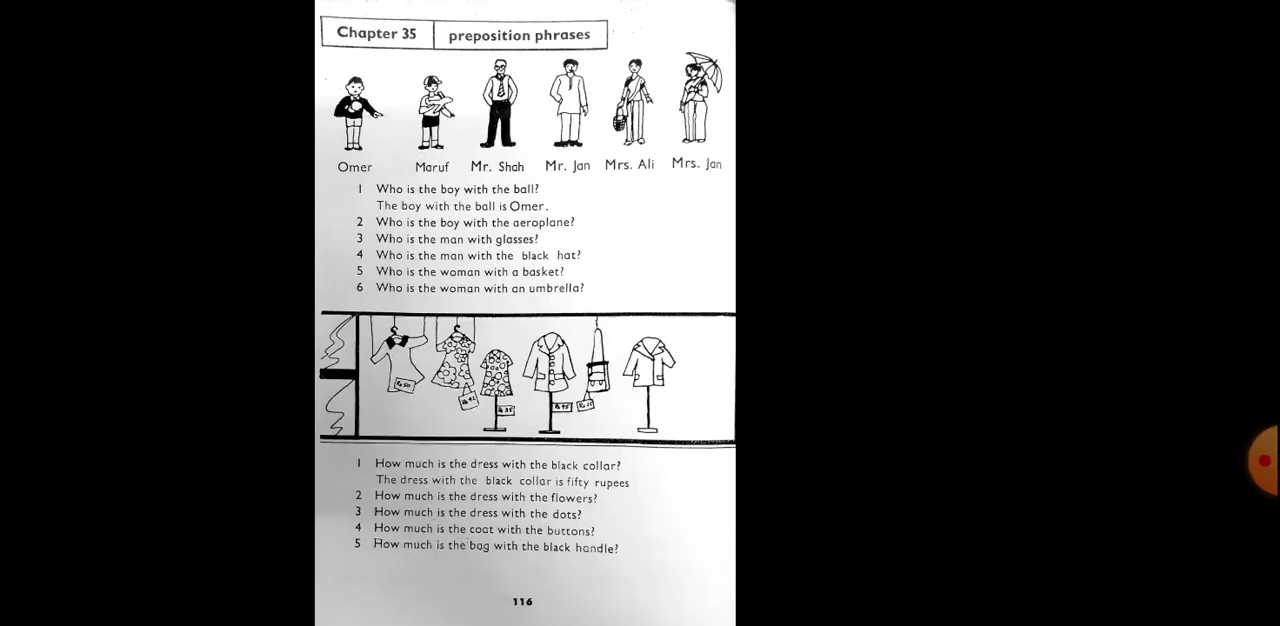 Chapter 35 preposition phrases
Omer Maruf Mr. Shah Mr. Jan Mrs. Ali Mrs. Jan
1 Who is the boy with the ball?
The boy with the ball is Omer.
2 Who is the boy with the aeroplane?
3 Who is the man with glasses?
4 Who is the man with the black hat?
5 Who is the woman with a basket?
6 Who is the woman with an umbrella?
Rs 50
1 How much is the dress with the black collar?
The dress with the black collar is fifty rupees
2 How much is the dress with the flowers?
3 How much is the dress with the dots?
4 How much is the coat with the buttons?
5 How much is the bag with the black handle?
116